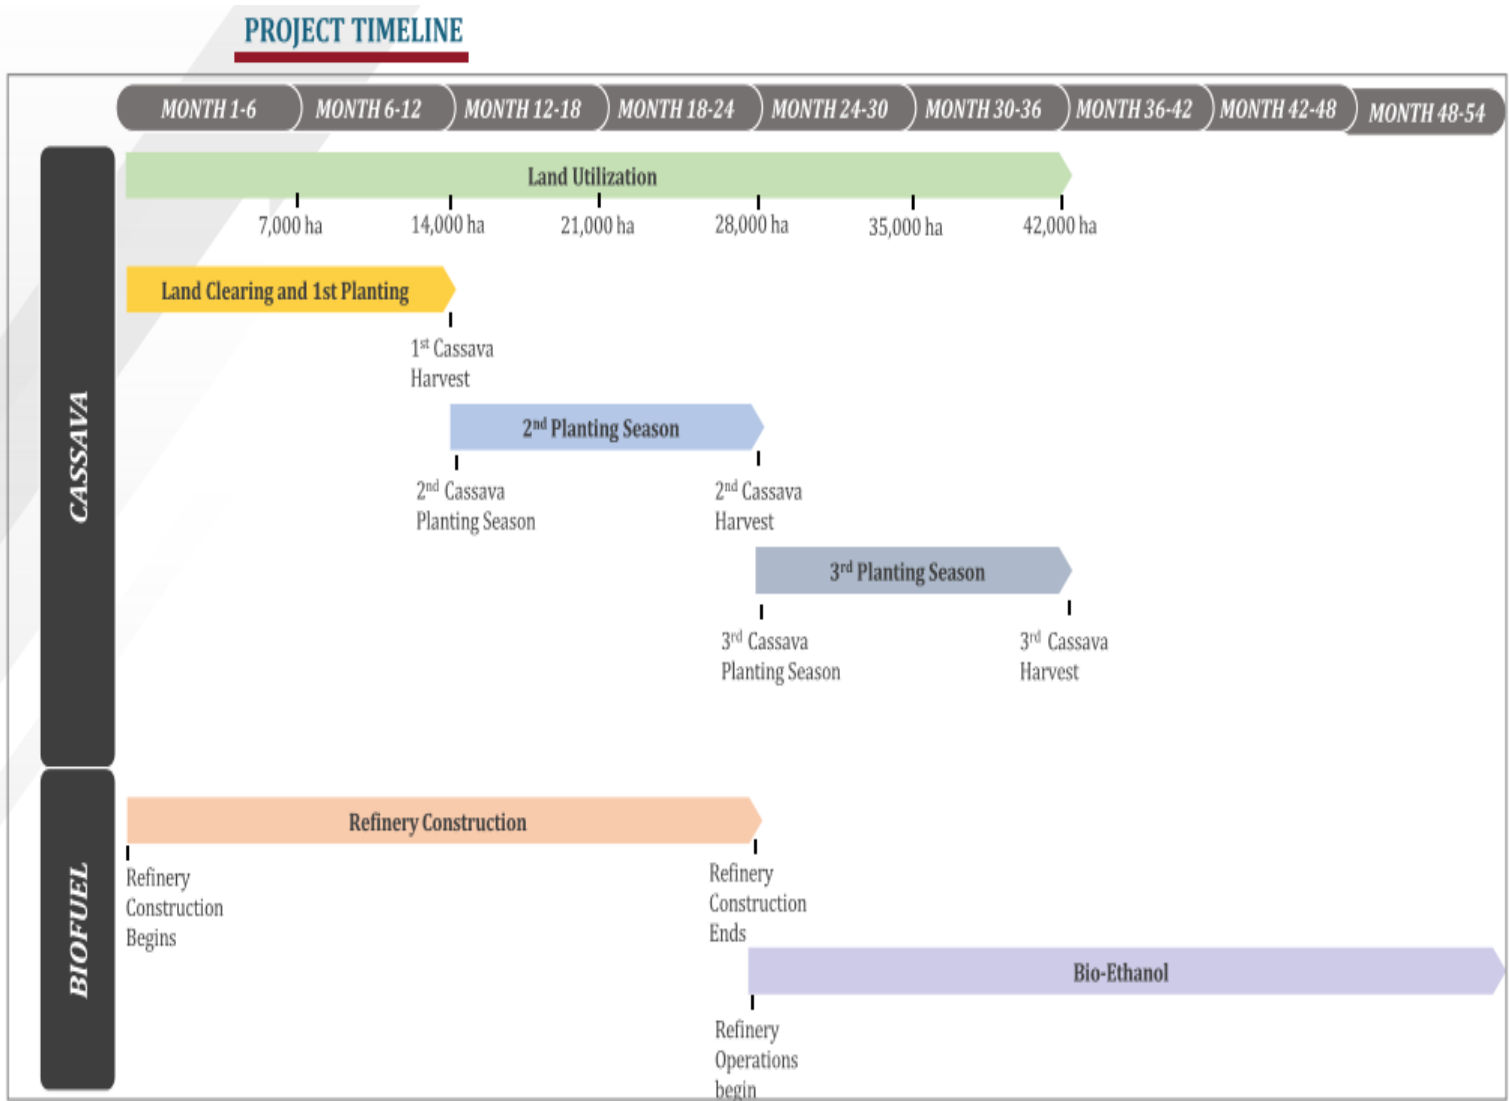 PROJECT TIMELINE
MONTH 1-6
MONTH 6-12
MONTH 12-18
MONTH 18-24
MONTH 24-30
MONTH 30-36
MONTH 36-42
MONTH 42-48
MONTH 48-54
CASSAVA
Land Utilization
7,000 ha
14,000 ha
21,000 ha
28,000 ha
35,000 ha
42,000 ha
Land Clearing and 1st Planting
1st Cassava
Harvest
2nd Planting Season
2nd Cassava
Planting Season
2nd Cassava
Harvest
3rd Planting Season
3rd Cassava
Planting Season
3rd Cassava
Harvest
BIOFUEL
Refinery Construction
Refinery
Construction
Begins
Refinery
Construction
Ends
Bio-Ethanol
Refinery
Operations
begin